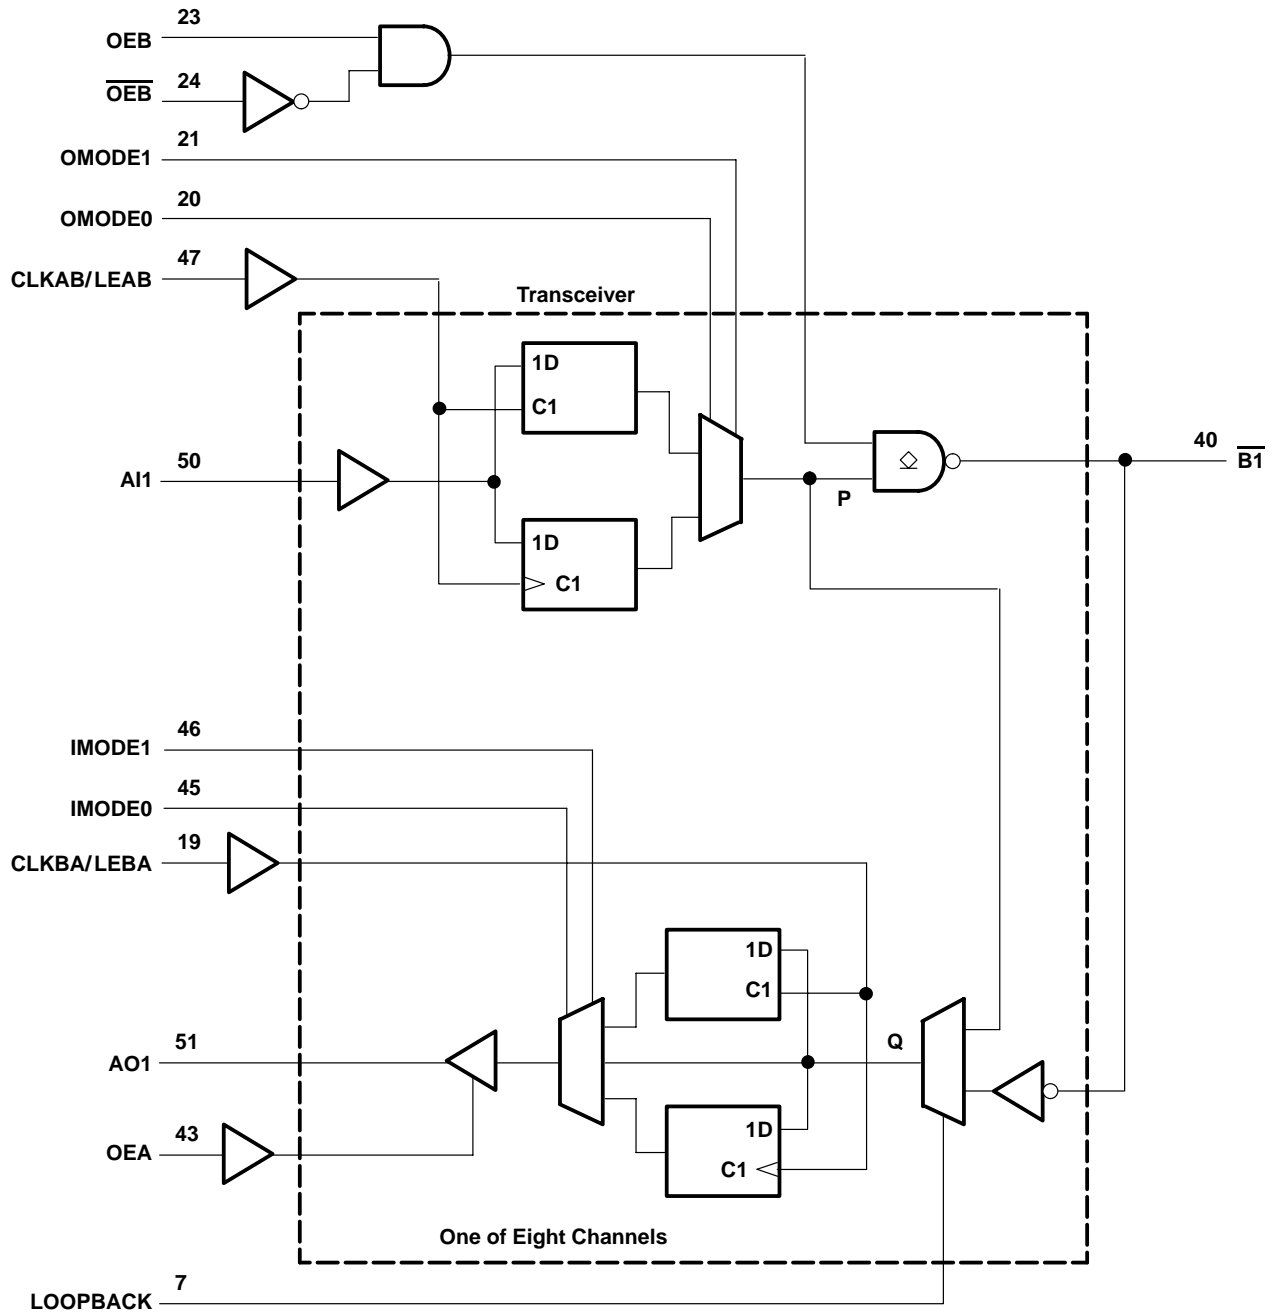 23
OEB
24
O̅E̅B̅
21
OMODE1
20
OMODE0
47
CLKAB/LEAB
Transceiver
1D
C1
50
AI1
40
B̅1̅
P
1D
C1
46
IMODE1
45
IMODE0
19
CLKBA/LEBA
1D
C1
51
AO1
Q
43
OEA
1D
C1
One of Eight Channels
7
LOOPBACK